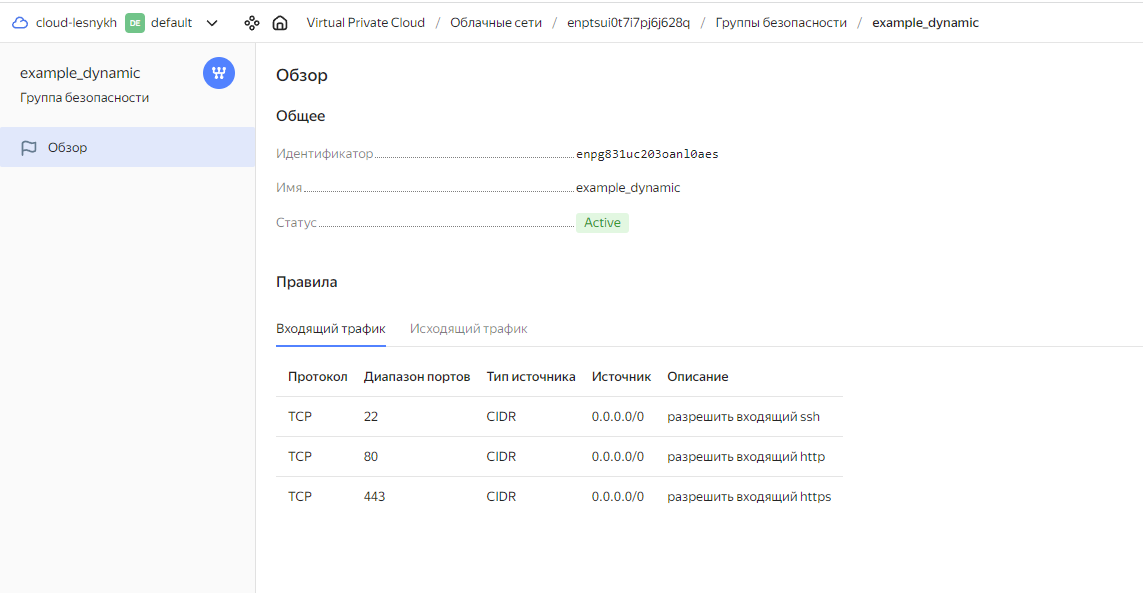 cloud-lesnykh DE default Virtual Private Cloud / Облачные сети / enptsui0t7i7pj6j628q / Группы безопасности / example_dynamic
example_dynamic
Группа безопасности
Обзор
Обзор
Общее
Идентификатор enpg831uc203oanl0aes
Имя example_dynamic
Статус Active
Правила
Входящий трафик Исходящий трафик
Протокол Диапазон портов Тип источника Источник Описание
TCP 22 CIDR 0.0.0.0/0 разрешить входящий ssh
TCP 80 CIDR 0.0.0.0/0 разрешить входящий http
TCP 443 CIDR 0.0.0.0/0 разрешить входящий https